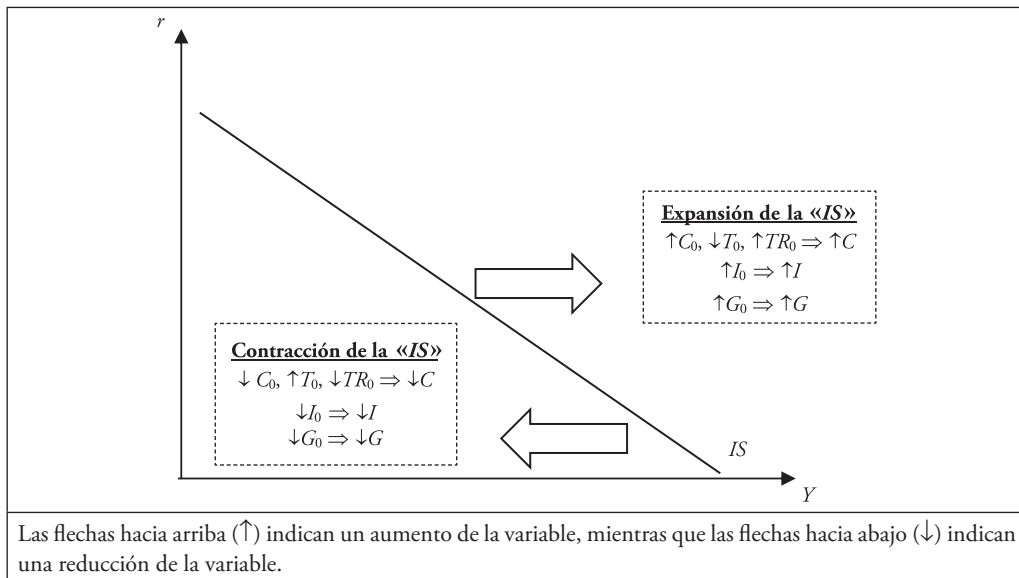 r
Expansión de la «IS»
↑C₀, ↓T₀, ↑TR₀ ⇒ ↑C
↑I₀ ⇒ ↑I
↑G₀ ⇒ ↑G
Contracción de la «IS»
↓ C₀, ↑T₀, ↓TR₀ ⇒ ↓C
↓I₀ ⇒ ↓I
↓G₀ ⇒ ↓G
IS
Y
Las flechas hacia arriba (↑) indican un aumento de la variable, mientras que las flechas hacia abajo (↓) indican
una reducción de la variable.